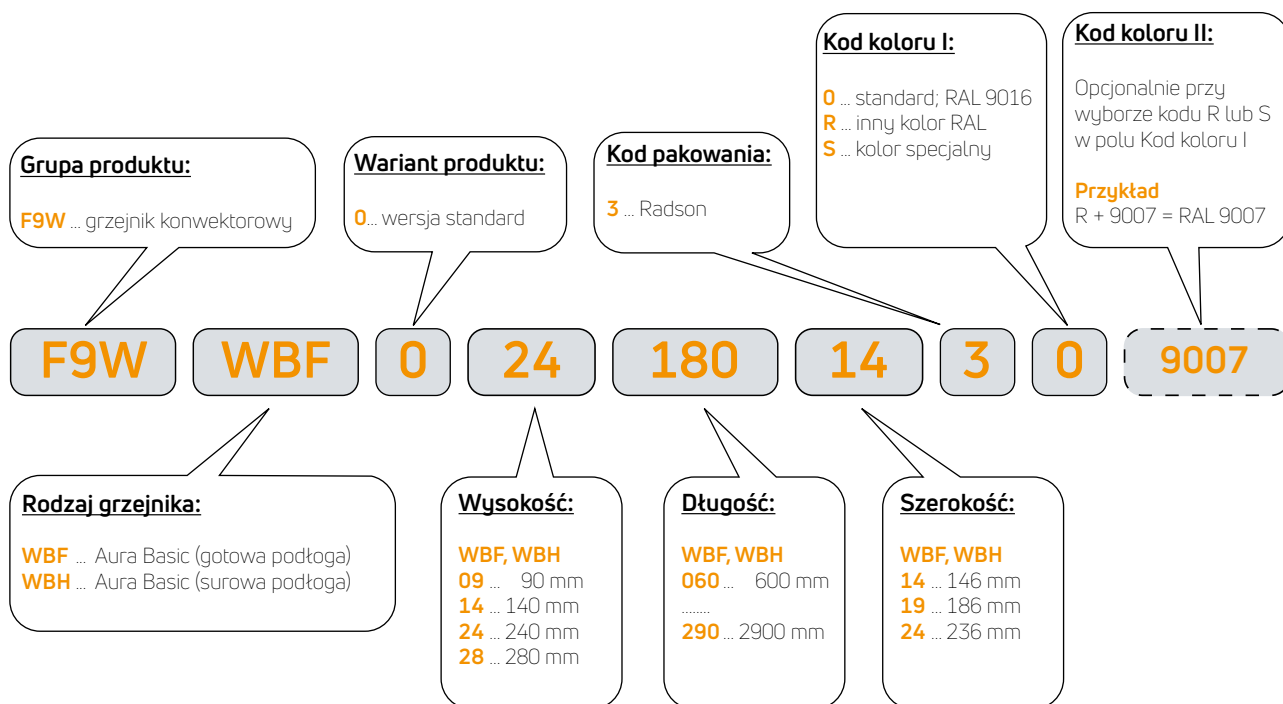 Kod koloru I:
0 ... standard; RAL 9016
R ... inny kolor RAL
S ... kolor specjalny
Kod koloru II:
Opcjonalnie przy
wyborze kodu R lub S
w polu Kod koloru I
Przykład
R + 9007 = RAL 9007
Grupa produktu:
F9W ... grzejnik konwektorowy
Wariant produktu:
0... wersja standard
Kod pakowania:
3 ... Radson
F9W WBF 0 24 180 14 3 0 9007
Rodzaj grzejnika:
WBF ... Aura Basic (gotowa podłoga)
WBH ... Aura Basic (surowa podłoga)
Wysokość:
WBF, WBH
09 ... 90 mm
14 ... 140 mm
24 ... 240 mm
28 ... 280 mm
Długość:
WBF, WBH
060 ... 600 mm
........
290 ... 2900 mm
Szerokość:
WBF, WBH
14 ... 146 mm
19 ... 186 mm
24 ... 236 mm